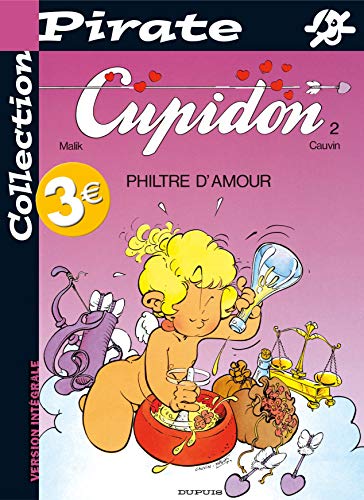 Pirate
Collection
Cupidon
2
Malik
Cauvin
PHILTRE D'AMOUR
3€
VERSION INTÉGRALE
DUPUIS